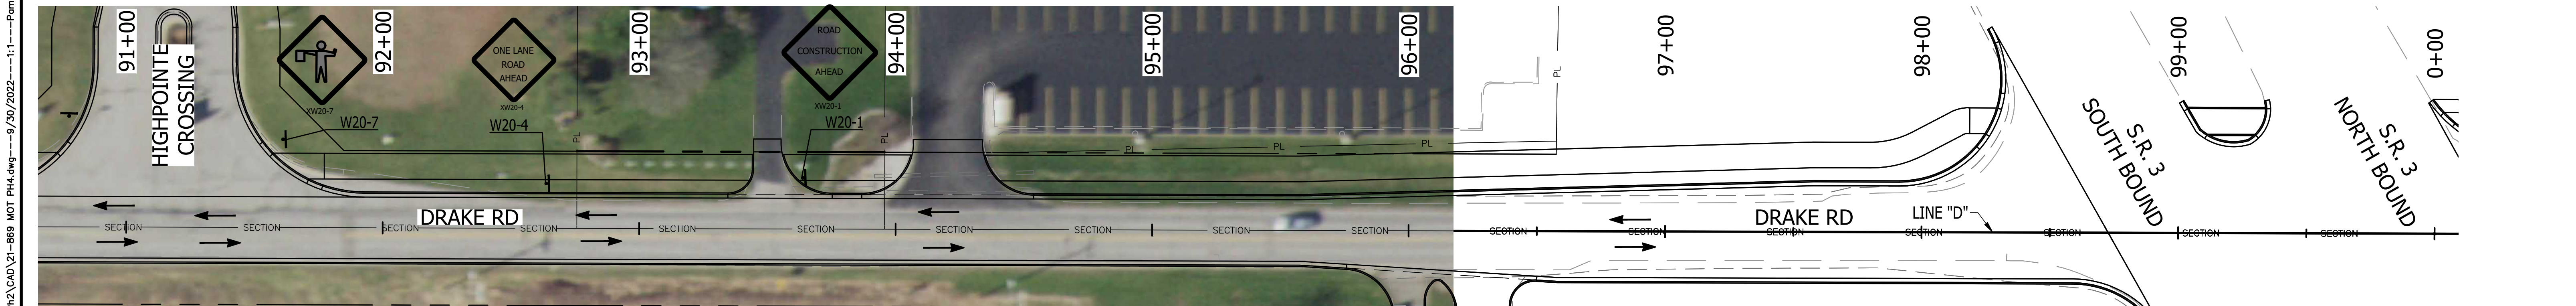 h2\CAD\21-869 MOT PH4.dwg----9/30/2022----1:1----Pam
91+00
92+00
93+00
94+00
95+00
96+00
97+00
98+00
99+00
0+00
HIGHPOINTE
CROSSING
XW20-7
W20-7
ONE LANE
ROAD
AHEAD
XW20-4
W20-4
ROAD
CONSTRUCTION
AHEAD
XW20-1
W20-1
PL
PL
PL
PL
PL
PL
S.R. 3
SOUTH BOUND
S.R. 3
NORTH BOUND
DRAKE RD
DRAKE RD
LINE "D"
SECTION SECTION SECTION SECTION SECTION SECTION SECTION SECTION SECTION SECTION SECTION SECTION SECTION SECTION SECTION SECTION SECTION